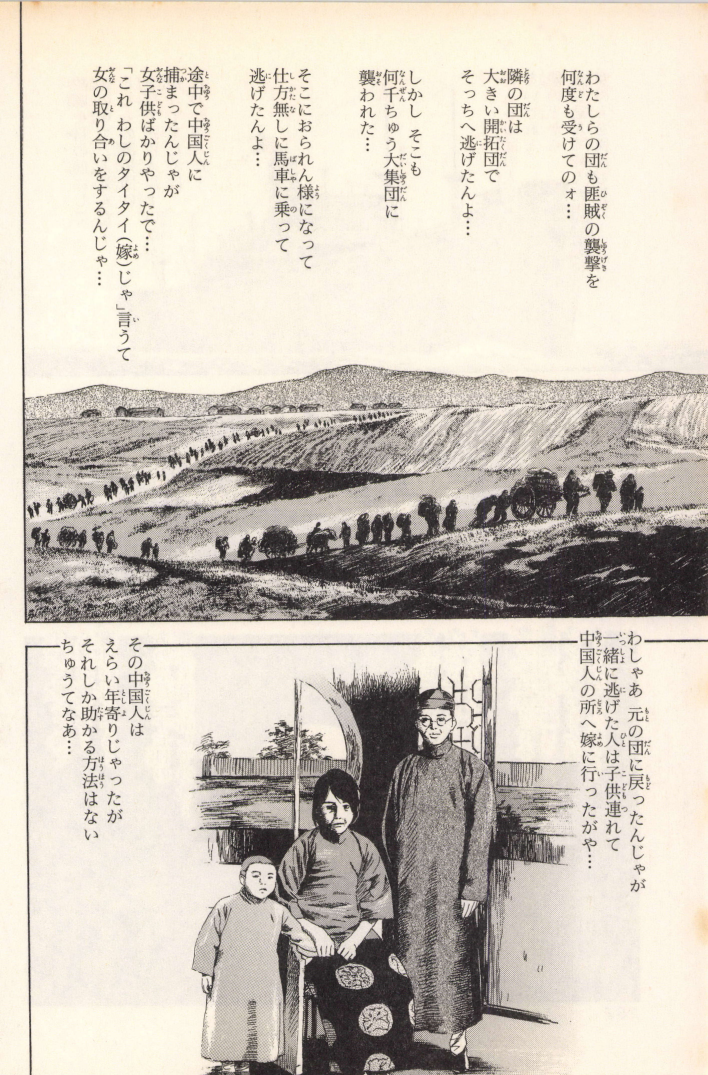 わたしらの団も匪賊の襲撃を
何度も受けてのォ…
隣の団は
大きい開拓団で
そっちへ逃げたんよ…
しかし そこも
何千ちゅう大集団に
襲われた…
そこにおられん様になって
仕方無しに馬車に乗って
逃げたんよ…
途中で中国人に
捕まったんじゃが
女子供ばかりやったで…
「これ わしのタイタイ(嫁)じゃ」言うて
女の取り合いをするんじゃ…
わしゃあ 元の団に戻ったんじゃが
一緒に逃げた人は子供連れて
中国人の所へ嫁に行ったがや…
その中国人は
えらい年寄りじゃったが
それしか助かる方法はない
ちゅうてなあ…